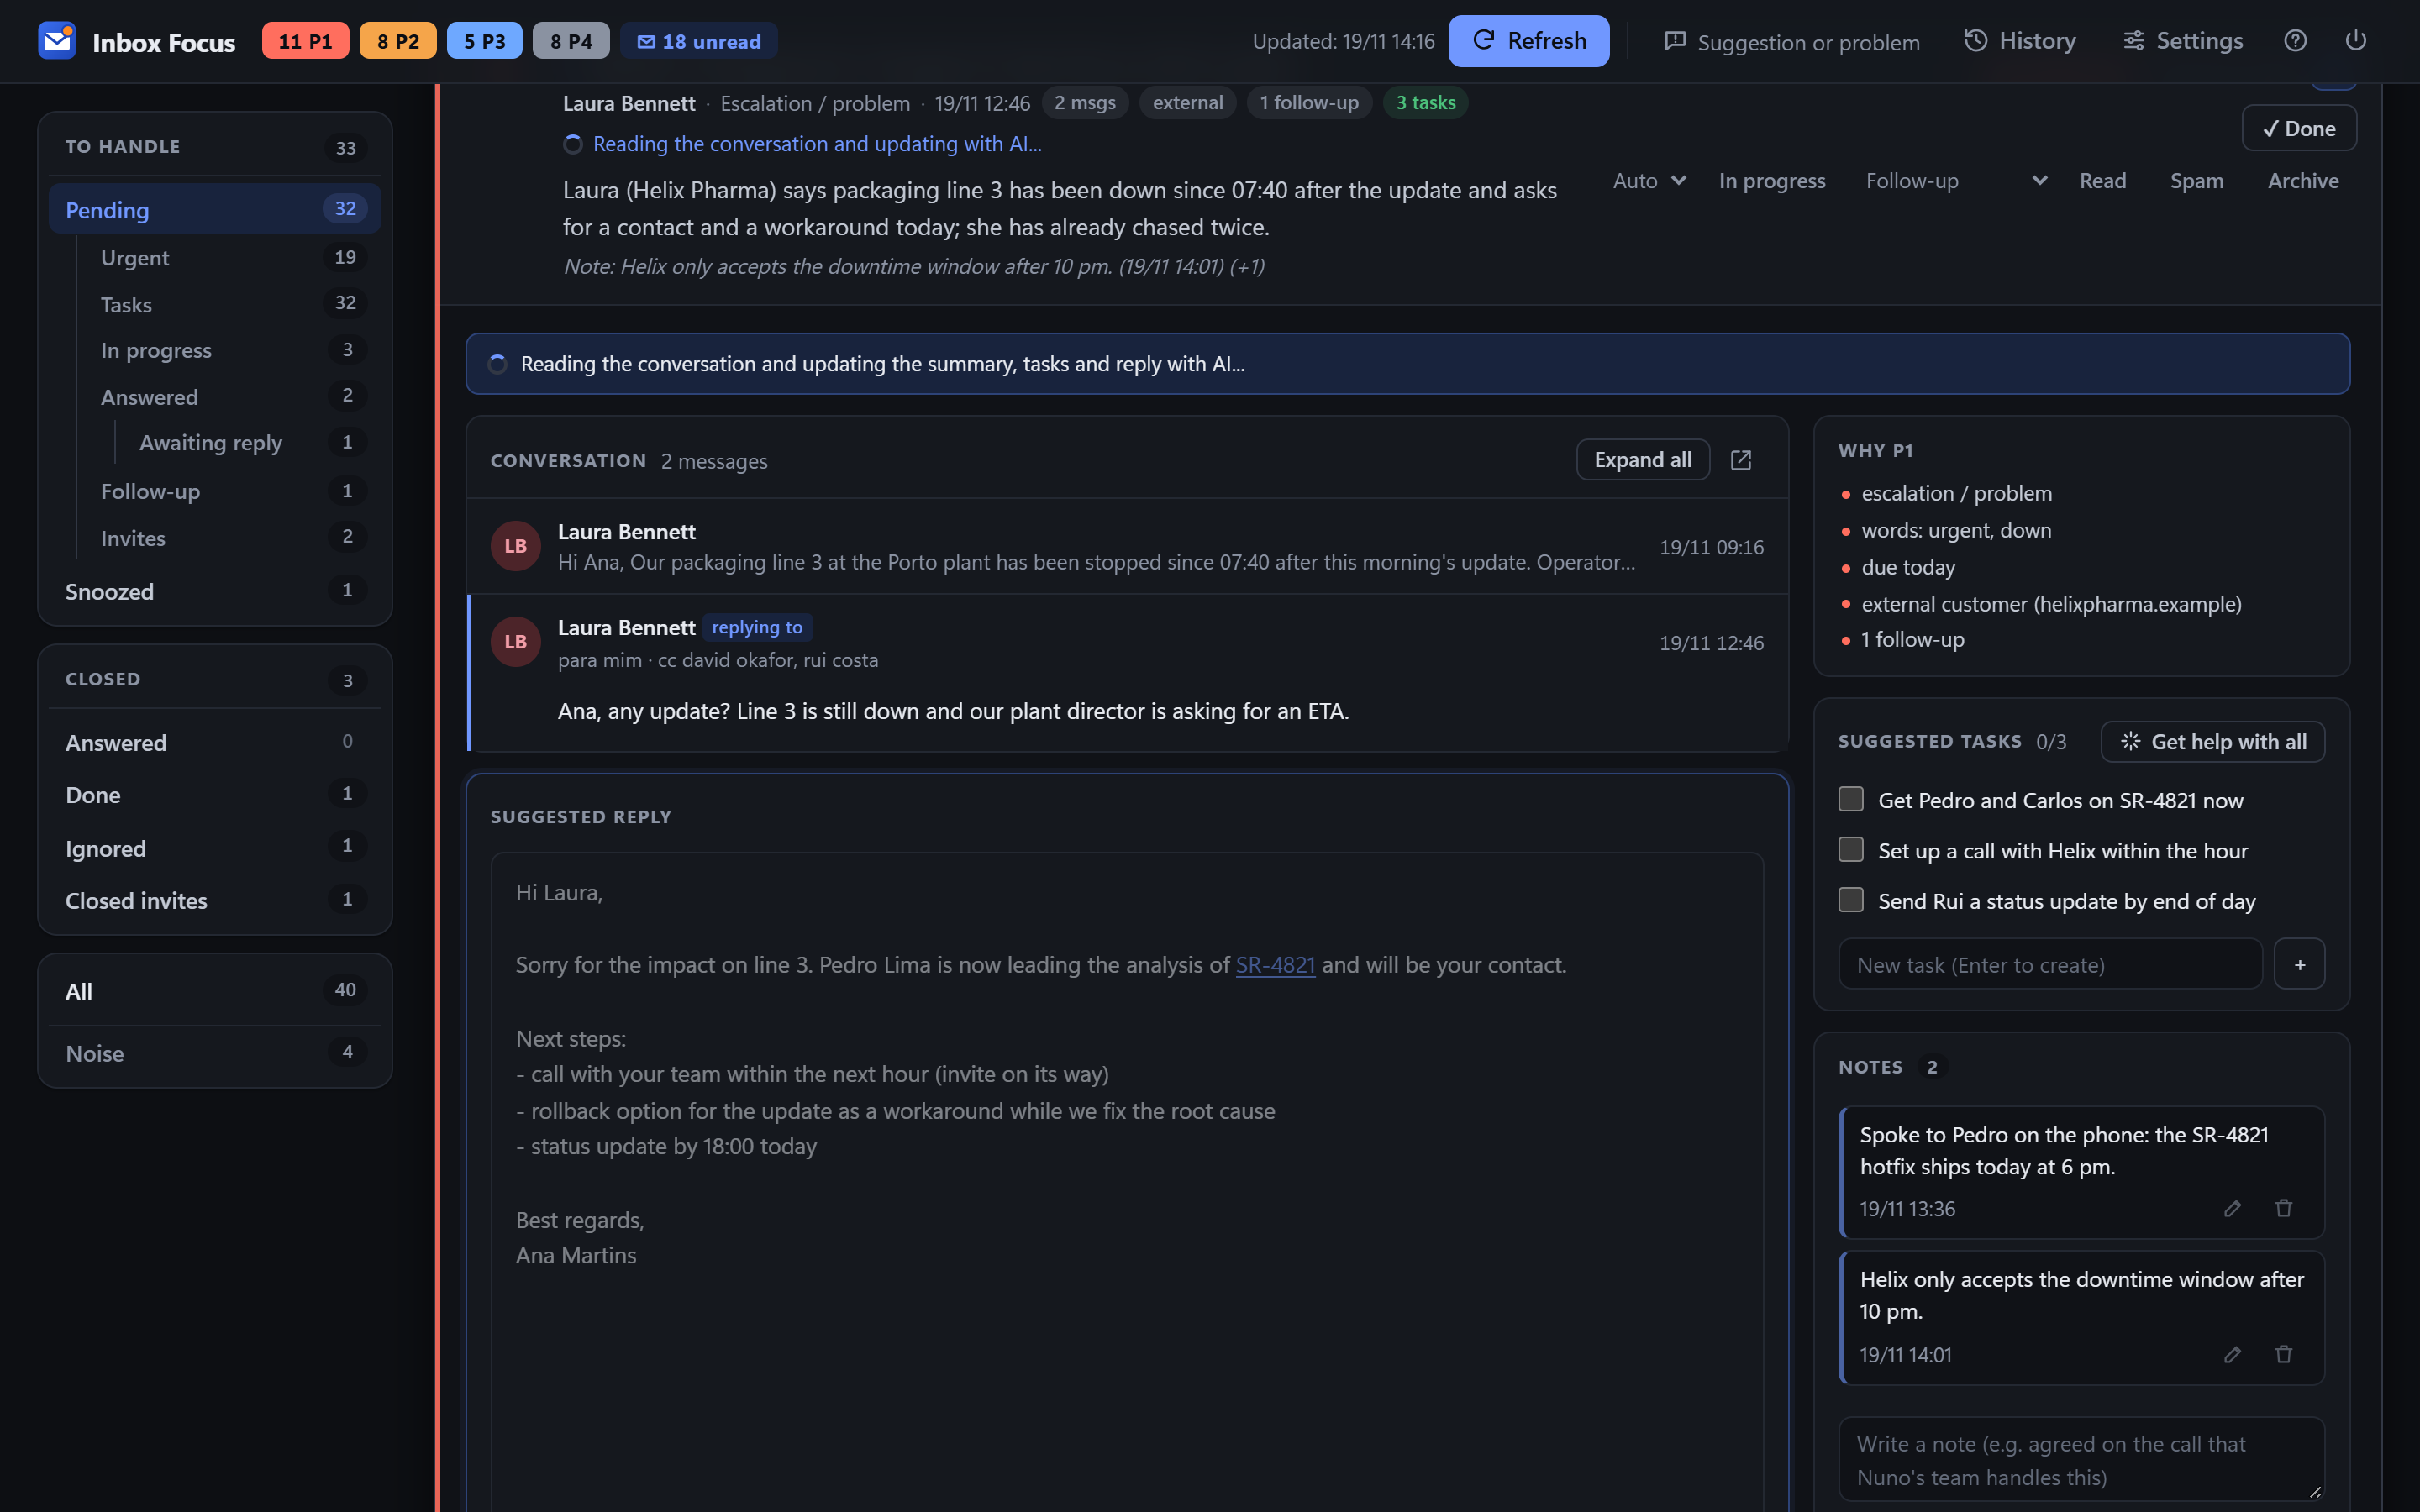 Inbox Focus
11 P1
8 P2
5 P3
8 P4
18 unread
Updated: 19/11 14:16
Refresh
Suggestion or problem
History
Settings
TO HANDLE 33
Pending 32
Urgent 19
Tasks 32
In progress 3
Answered 2
Awaiting reply 1
Follow-up 1
Invites 2
Snoozed 1
CLOSED 3
Answered 0
Done 1
Ignored 1
Closed invites 1
All 40
Noise 4
Laura Bennett · Escalation / problem · 19/11 12:46 2 msgs external 1 follow-up 3 tasks
Reading the conversation and updating with AI...
Laura (Helix Pharma) says packaging line 3 has been down since 07:40 after the update and asks
for a contact and a workaround today; she has already chased twice.
Note: Helix only accepts the downtime window after 10 pm. (19/11 14:01) (+1)
✓ Done
Auto
In progress
Follow-up
Read
Spam
Archive
Reading the conversation and updating the summary, tasks and reply with AI...
CONVERSATION 2 messages
Expand all
LB
Laura Bennett
Hi Ana, Our packaging line 3 at the Porto plant has been stopped since 07:40 after this morning's update. Operator...
19/11 09:16
LB
Laura Bennett replying to
para mim · cc david okafor, rui costa
19/11 12:46
Ana, any update? Line 3 is still down and our plant director is asking for an ETA.
SUGGESTED REPLY
Hi Laura,
Sorry for the impact on line 3. Pedro Lima is now leading the analysis of SR-4821 and will be your contact.
Next steps:
- call with your team within the next hour (invite on its way)
- rollback option for the update as a workaround while we fix the root cause
- status update by 18:00 today
Best regards,
Ana Martins
WHY P1
escalation / problem
words: urgent, down
due today
external customer (helixpharma.example)
1 follow-up
SUGGESTED TASKS 0/3
Get help with all
Get Pedro and Carlos on SR-4821 now
Set up a call with Helix within the hour
Send Rui a status update by end of day
New task (Enter to create)
+
NOTES 2
Spoke to Pedro on the phone: the SR-4821
hotfix ships today at 6 pm.
19/11 13:36
Helix only accepts the downtime window after
10 pm.
19/11 14:01
Write a note (e.g. agreed on the call that
Nuno's team handles this)